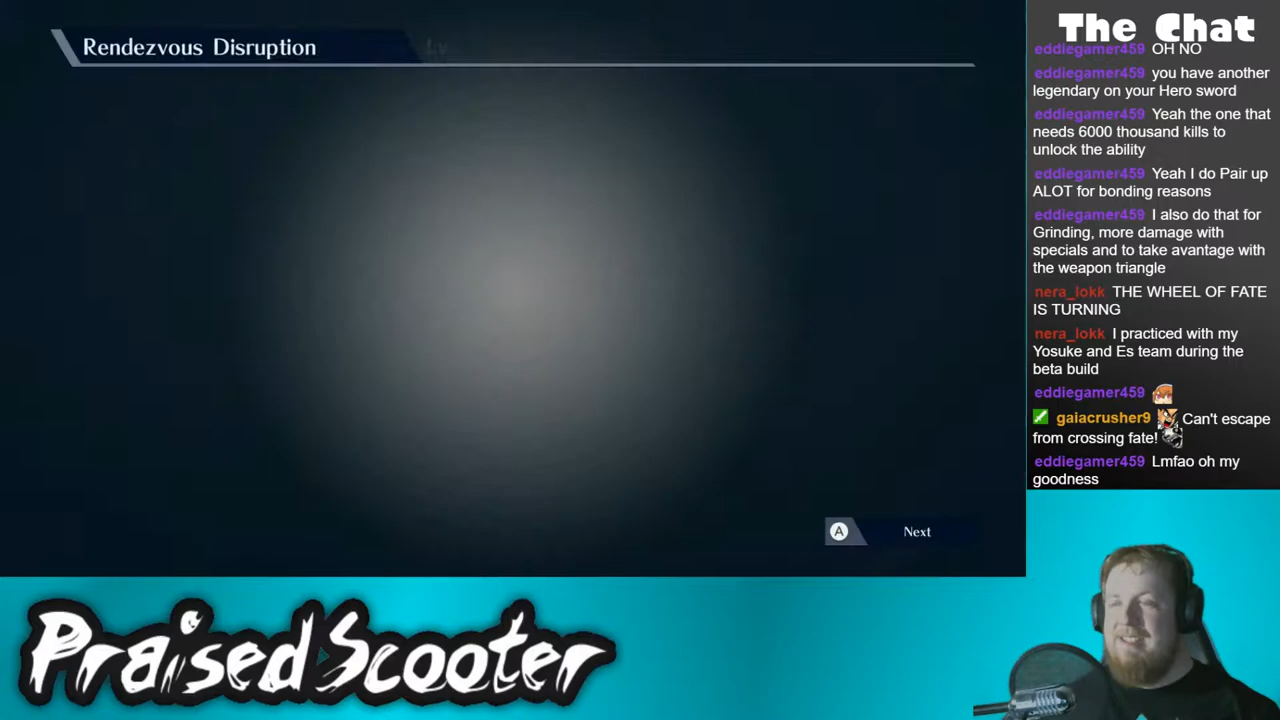 Rendezvous Disruption
Lv
A Next
The Chat
eddiegamer459 OH NO
eddiegamer459 you have another
legendary on your Hero sword
eddiegamer459 Yeah the one that
needs 6000 thousand kills to
unlock the ability
eddiegamer459 Yeah I do Pair up
ALOT for bonding reasons
eddiegamer459 I also do that for
Grinding, more damage with
specials and to take avantage with
the weapon triangle
nera_lokk THE WHEEL OF FATE
IS TURNING
nera_lokk I practiced with my
Yosuke and Es team during the
beta build
eddiegamer459
gaiacrusher9 Can't escape
from crossing fate!
eddiegamer459 Lmfao oh my
goodness
PraisedScooter